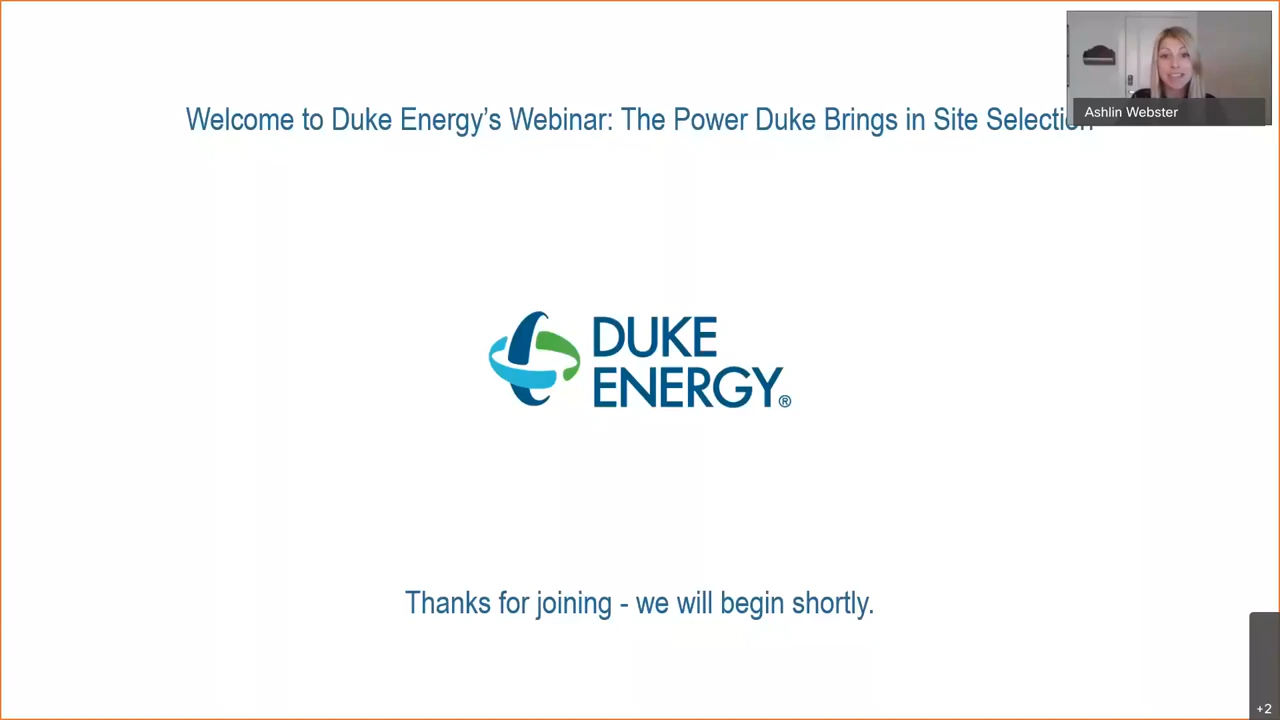 Welcome to Duke Energy’s Webinar: The Power Duke Brings in Site Selection
Ashlin Webster
DUKE
ENERGY®
Thanks for joining - we will begin shortly.
+2